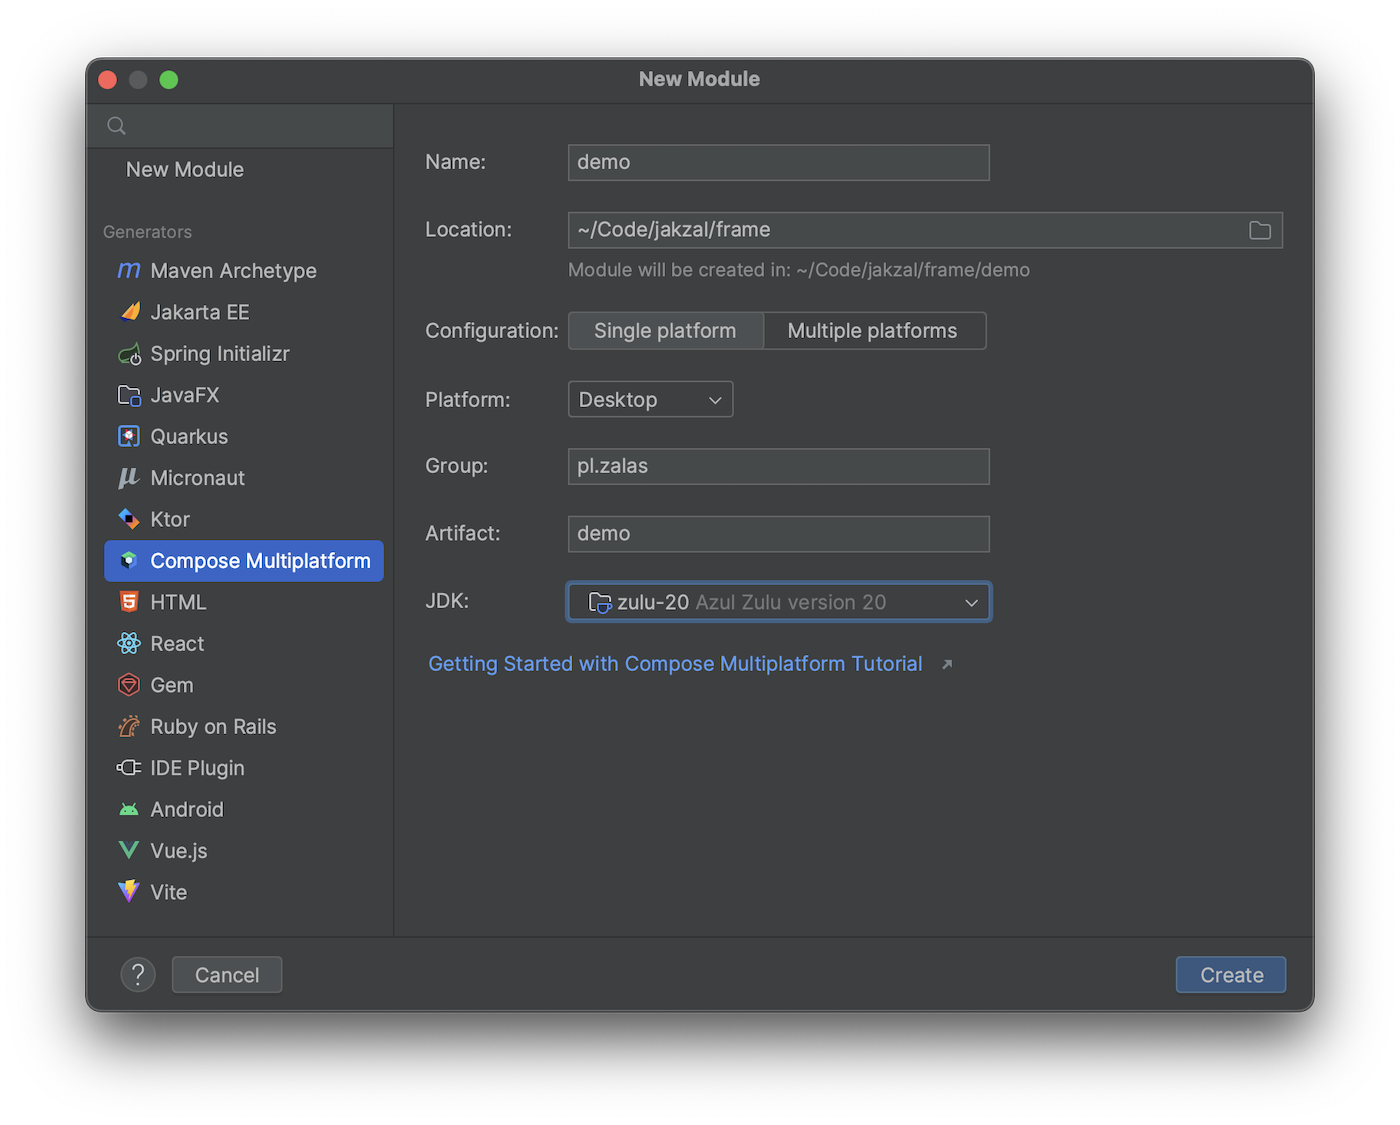 New Module
New Module
Generators
Maven Archetype
Jakarta EE
Spring Initializr
JavaFX
Quarkus
Micronaut
Ktor
Compose Multiplatform
HTML
React
Gem
Ruby on Rails
IDE Plugin
Android
Vue.js
Vite
Name: demo
Location: ~/Code/jakzal/frame
Module will be created in: ~/Code/jakzal/frame/demo
Configuration: Single platform Multiple platforms
Platform: Desktop
Group: pl.zalas
Artifact: demo
JDK: zulu-20 Azul Zulu version 20
Getting Started with Compose Multiplatform Tutorial ↗
? Cancel Create